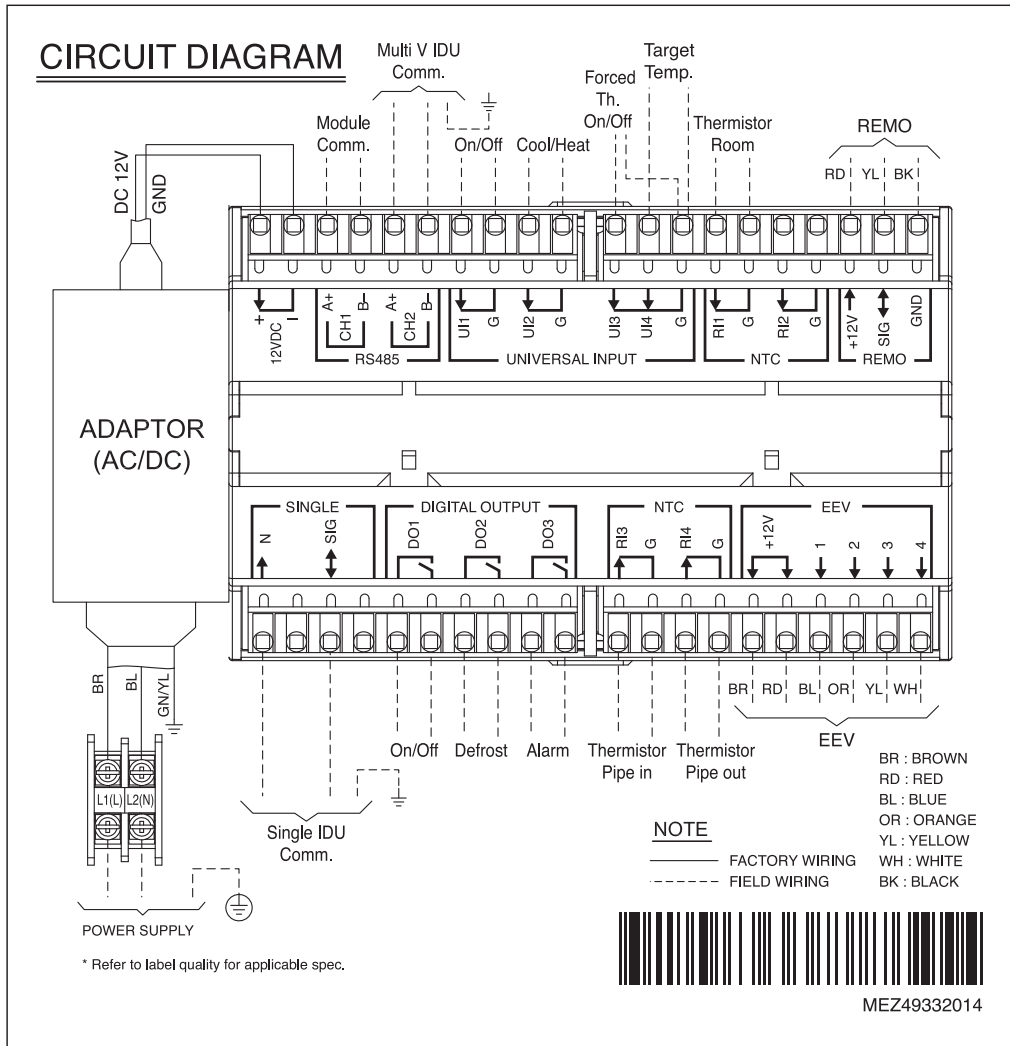 CIRCUIT DIAGRAM
Multi V IDU
Comm.
Target
Temp.
Forced
Th.
On/Off
Module
Comm.
On/Off
Cool/Heat
Thermistor
Room
REMO
RD YL BK
DC 12V
GND
+ -
12VDC
A+ B-
CH1
A+ B-
CH2
RS485
UI1 G UI2 G UI3 UI4 G
UNIVERSAL INPUT
RI1 G RI2 G
NTC
+12V SIG GND
REMO
ADAPTOR
(AC/DC)
SINGLE
N SIG
DIGITAL OUTPUT
DO1 DO2 DO3
NTC
RI3 G RI4 G
EEV
+12V 1 2 3 4
BR BL GN/YL
BR RD BL OR YL WH
EEV
On/Off
Defrost
Alarm
Thermistor
Pipe in
Thermistor
Pipe out
L1(L) L2(N)
Single IDU
Comm.
POWER SUPPLY
* Refer to label quality for applicable spec.
NOTE
FACTORY WIRING
FIELD WIRING
BR : BROWN
RD : RED
BL : BLUE
OR : ORANGE
YL : YELLOW
WH : WHITE
BK : BLACK
MEZ49332014